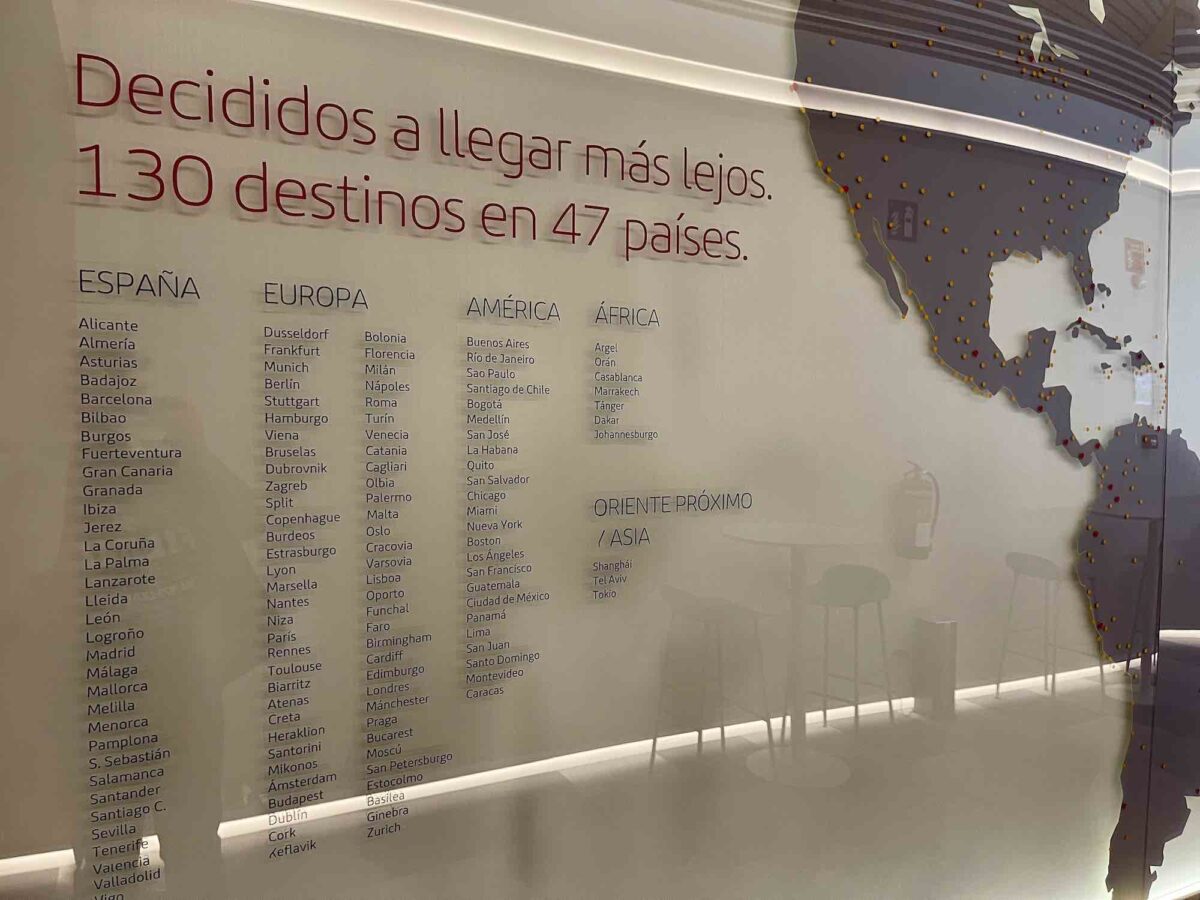 Decididos a llegar más lejos.
130 destinos en 47 países.
ESPAÑA
Alicante
Almería
Asturias
Badajoz
Barcelona
Bilbao
Burgos
Fuerteventura
Gran Canaria
Granada
Ibiza
Jerez
La Coruña
La Palma
Lanzarote
Lleida
León
Logroño
Madrid
Málaga
Mallorca
Melilla
Menorca
Pamplona
S. Sebastián
Salamanca
Santander
Santiago C.
Sevilla
Tenerife
Valencia
Valladolid
Vigo
EUROPA
Dusseldorf
Frankfurt
Munich
Berlín
Stuttgart
Hamburgo
Viena
Bruselas
Dubrovnik
Zagreb
Split
Copenhague
Burdeos
Estrasburgo
Lyon
Marsella
Nantes
Niza
París
Rennes
Toulouse
Biarritz
Atenas
Creta
Heraklion
Santorini
Mikonos
Ámsterdam
Budapest
Dublín
Cork
Keflavik
Bolonia
Florencia
Milán
Nápoles
Roma
Turín
Venecia
Catania
Cagliari
Olbia
Palermo
Malta
Oslo
Cracovia
Varsovia
Lisboa
Oporto
Funchal
Faro
Birmingham
Cardiff
Edimburgo
Londres
Mánchester
Praga
Bucarest
Moscú
San Petersburgo
Estocolmo
Basilea
Ginebra
Zurich
AMÉRICA
Buenos Aires
Río de Janeiro
Sao Paulo
Santiago de Chile
Bogotá
Medellín
San José
La Habana
Quito
San Salvador
Chicago
Miami
Nueva York
Boston
Los Ángeles
San Francisco
Guatemala
Ciudad de México
Panamá
Lima
San Juan
Santo Domingo
Montevideo
Caracas
ÁFRICA
Argel
Orán
Casablanca
Marrakech
Tánger
Dakar
Johannesburgo
ORIENTE PRÓXIMO
/ ASIA
Shanghái
Tel Aviv
Tokio